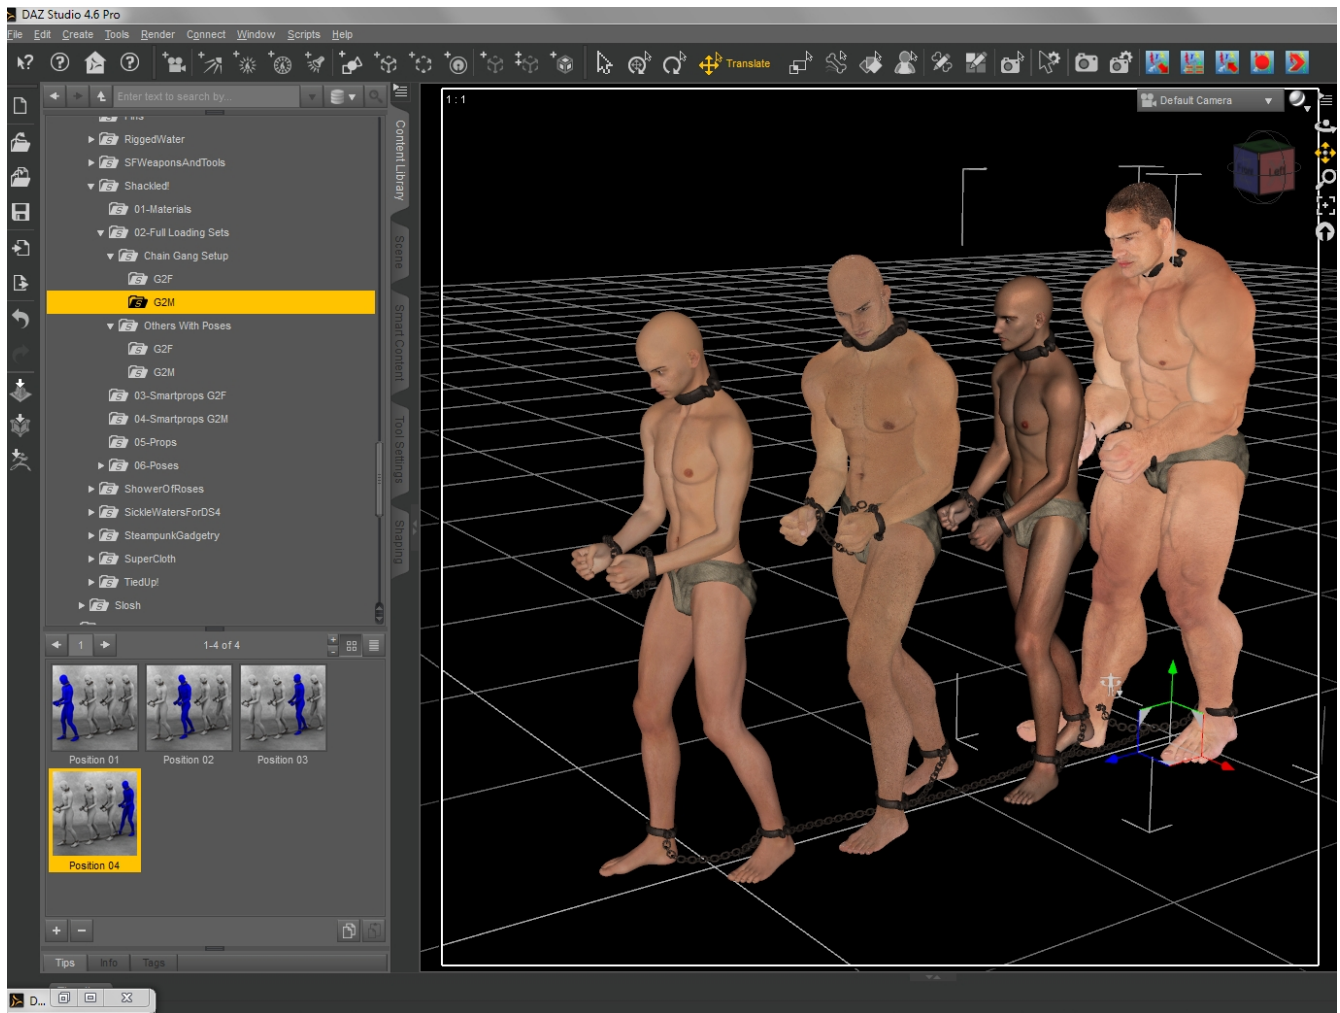 DAZ Studio 4.6 Pro
File Edit Create Tools Render Connect Window Scripts Help
Translate
Enter text to search by...
1 : 1
Default Camera
Content Library
Scene
Smart Content
Tool Settings
Shaping
Pins
RiggedWater
SFWeaponsAndTools
Shackled!
01-Materials
02-Full Loading Sets
Chain Gang Setup
G2F
G2M
Others With Poses
G2F
G2M
03-Smartprops G2F
04-Smartprops G2M
05-Props
06-Poses
ShowerOfRoses
SickleWatersForDS4
SteampunkGadgetry
SuperCloth
TiedUp!
Slosh
Left
1
1-4 of 4
Position 01
Position 02
Position 03
Position 04
Tips
Info
Tags
D...